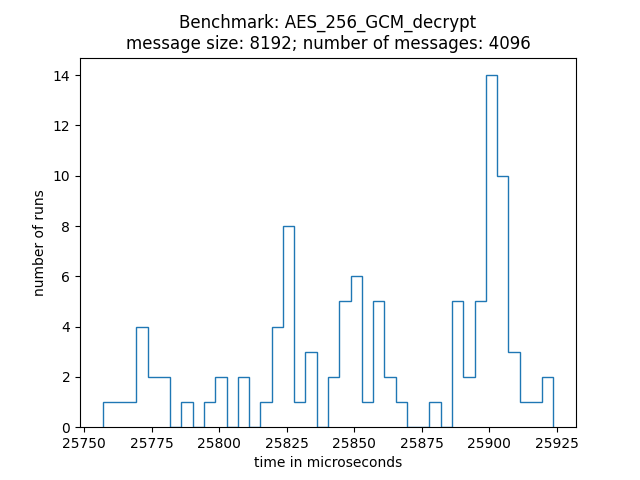 Benchmark: AES_256_GCM_decrypt
message size: 8192; number of messages: 4096
number of runs
14
12
10
8
6
4
2
0
25750 25775 25800 25825 25850 25875 25900 25925
time in microseconds